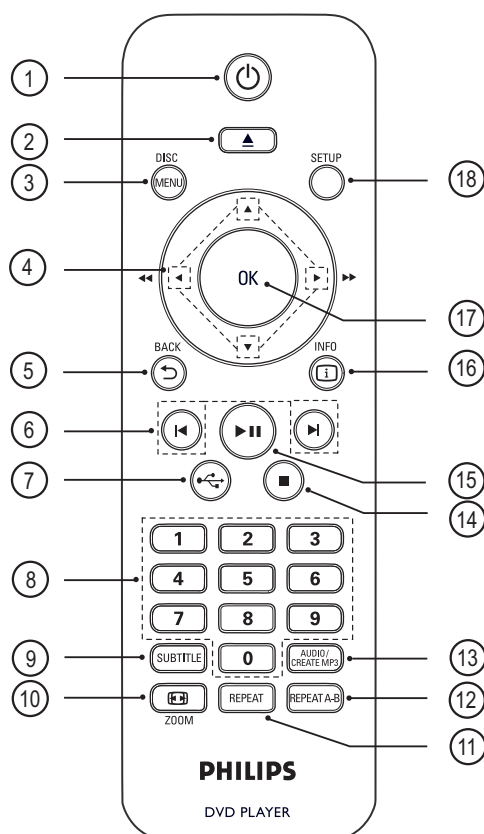 1
2
DISC
SETUP
3
MENU
18
4
OK
17
BACK
INFO
5
i
16
6
7
15
14
1 2 3
8
4 5 6
7 8 9
9
SUBTITLE
0
AUDIO/
CREATE MP3
13
10
REPEAT
REPEAT A-B
12
ZOOM
11
PHILIPS
DVD PLAYER